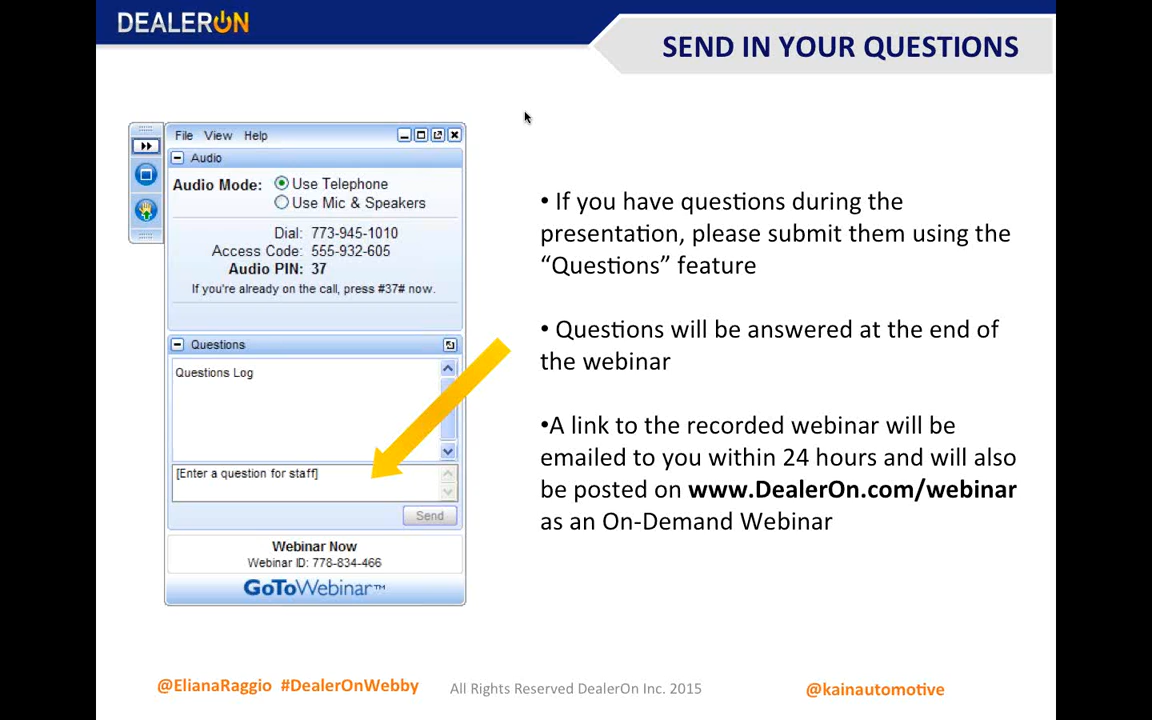 DEALERON
SEND IN YOUR QUESTIONS
File View Help
Audio
Audio Mode: Use Telephone
Use Mic & Speakers
Dial: 773-945-1010
Access Code: 555-932-605
Audio PIN: 37
If you're already on the call, press #37# now.
Questions
Questions Log
[Enter a question for staff]
Send
Webinar Now
Webinar ID: 778-834-466
GoToWebinar™
• If you have questions during the
presentation, please submit them using the
“Questions” feature
• Questions will be answered at the end of
the webinar
•A link to the recorded webinar will be
emailed to you within 24 hours and will also
be posted on www.DealerOn.com/webinar
as an On-Demand Webinar
@ElianaRaggio #DealerOnWebby
All Rights Reserved DealerOn Inc. 2015
@kainautomotive